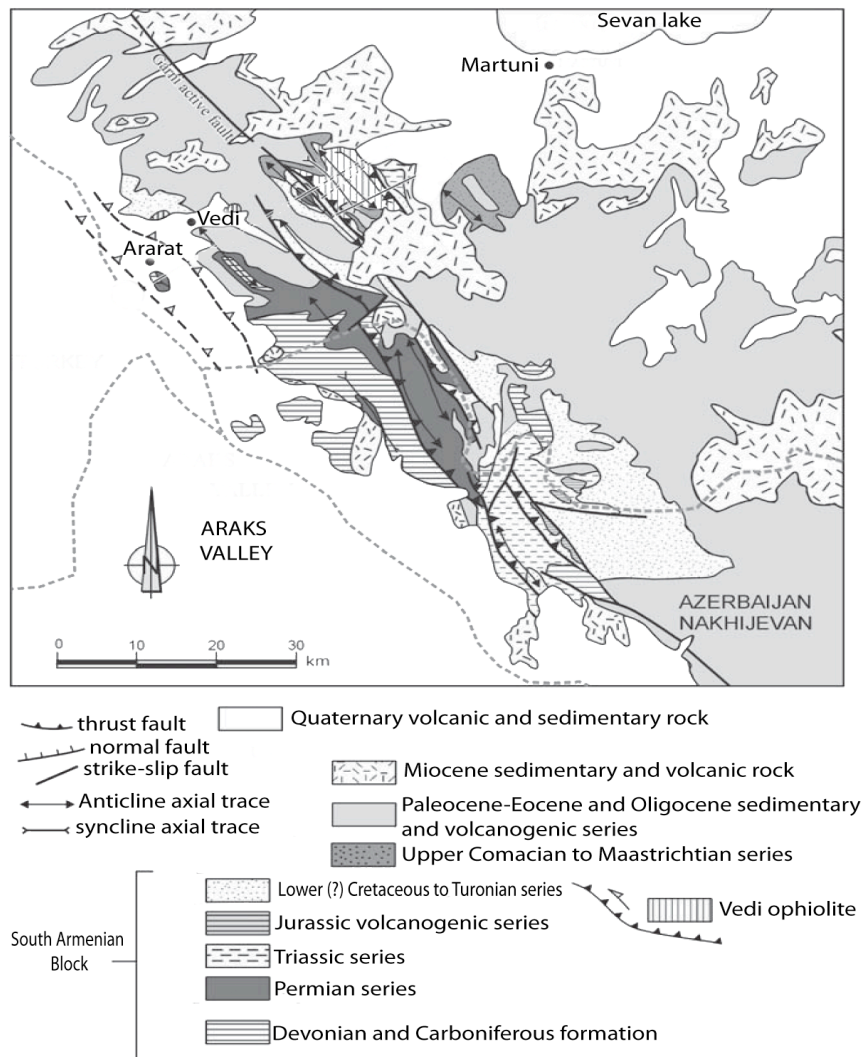 Sevan lake
Martuni
Garni active fault
Vedi
Ararat
ARAKS
VALLEY
N
AZERBAIJAN
NAKHIJEVAN
0 10 20 30
km
thrust fault
normal fault
strike-slip fault
Anticline axial trace
syncline axial trace
Quaternary volcanic and sedimentary rock
Miocene sedimentary and volcanic rock
Paleocene-Eocene and Oligocene sedimentary
and volcanogenic series
Upper Comacian to Maastrichtian series
South Armenian
Block
Lower (?) Cretaceous to Turonian series
Jurassic volcanogenic series
Triassic series
Permian series
Devonian and Carboniferous formation
Vedi ophiolite